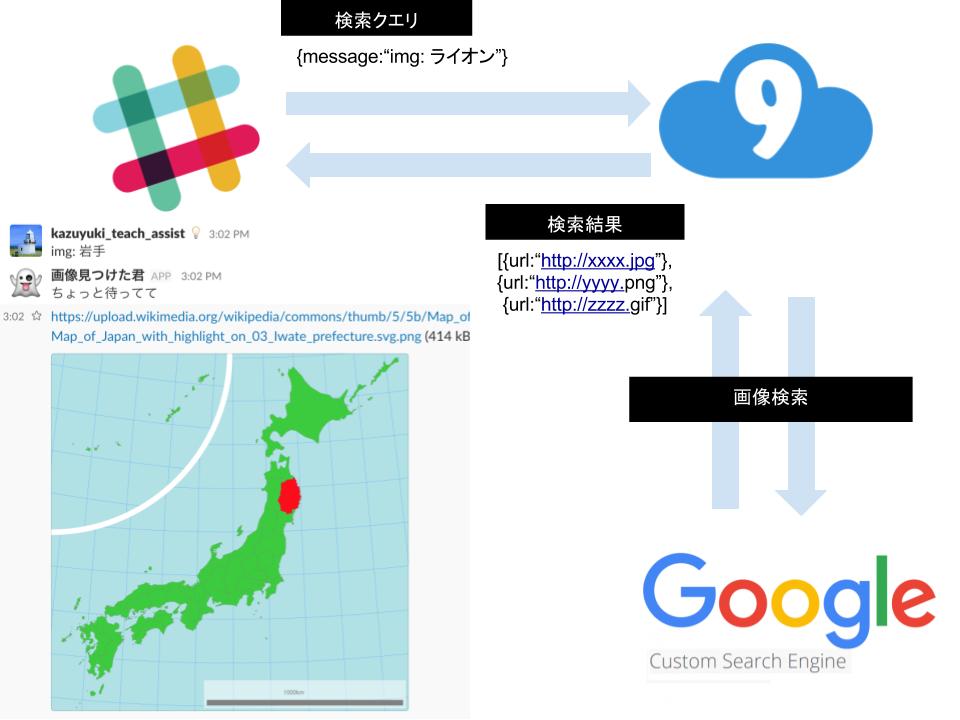 検索クエリ
{message:“img: ライオン”}
9
検索結果
[{url:“http://xxxx.jpg”},
{url:“http://yyyy.png”},
{url:“http://zzzz.gif”}]
kazuyuki_teach_assist 3:02 PM
img: 岩手
画像見つけた君 APP 3:02 PM
ちょっと待ってて
3:02 ☆ https://upload.wikimedia.org/wikipedia/commons/thumb/5/5b/Map_of
Map_of_Japan_with_highlight_on_03_Iwate_prefecture.svg.png (414 kB
1000km
画像検索
Google
Custom Search Engine